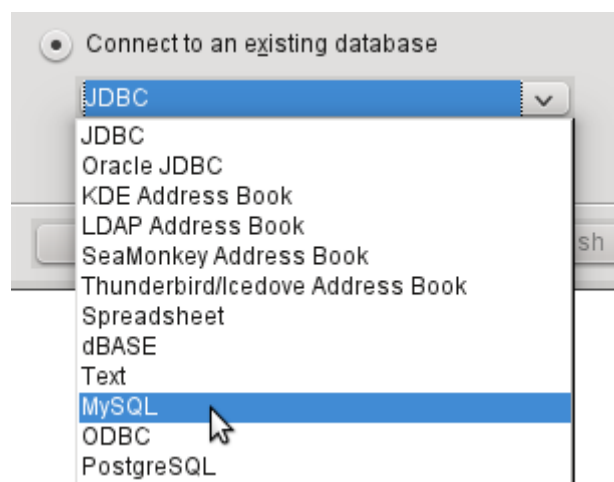 Connect to an existing database
JDBC
JDBC
Oracle JDBC
KDE Address Book
LDAP Address Book
SeaMonkey Address Book
sh
Thunderbird/Icedove Address Book
Spreadsheet
dBASE
Text
MySQL
ODBC
PostgreSQL